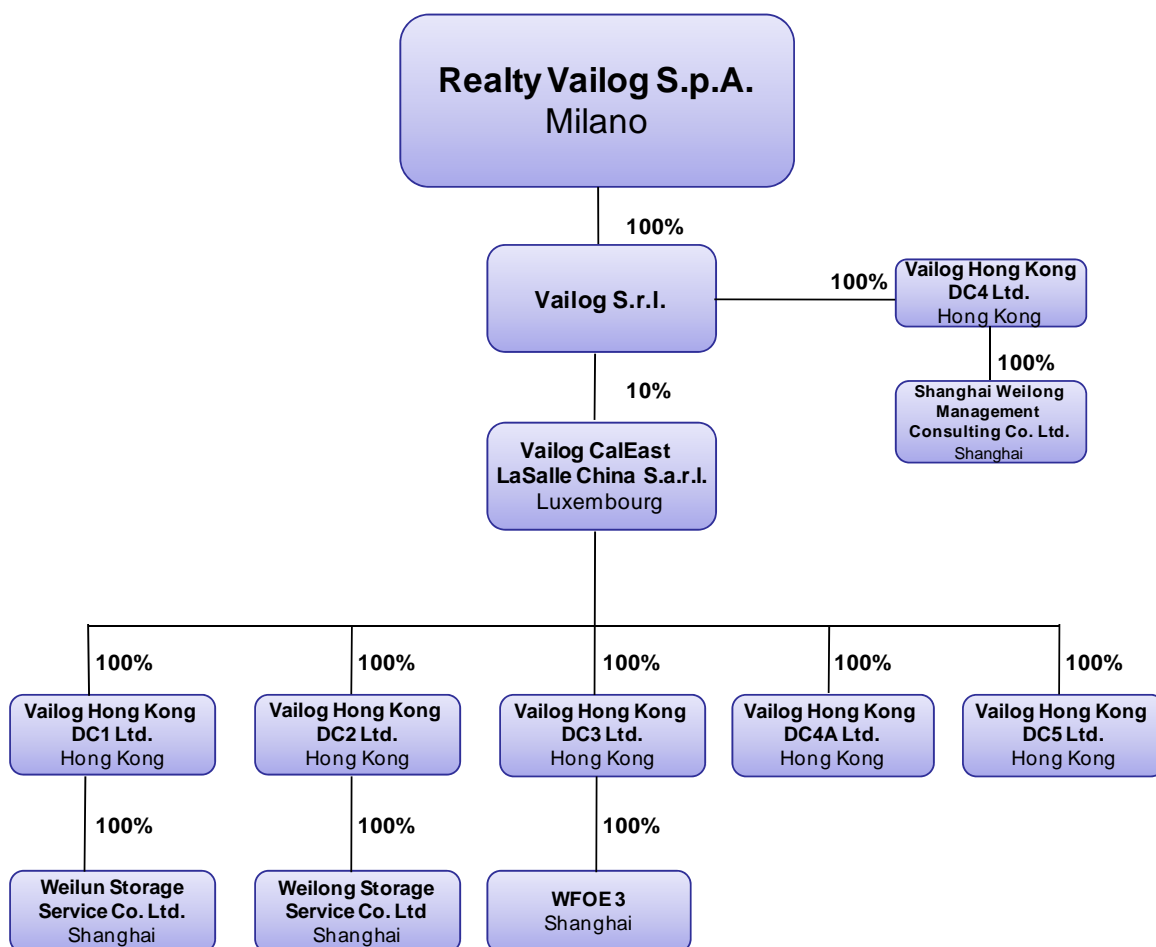 Realty Vailog S.p.A.
Milano
100%
Vailog S.r.l.
100%
Vailog Hong Kong
DC4 Ltd.
Hong Kong
100%
Shanghai Weilong
Management
Consulting Co. Ltd.
Shanghai
10%
Vailog CalEast
LaSalle China S.a.r.l.
Luxembourg
100%
100%
100%
100%
100%
Vailog Hong Kong
DC1 Ltd.
Hong Kong
Vailog Hong Kong
DC2 Ltd.
Hong Kong
Vailog Hong Kong
DC3 Ltd.
Hong Kong
Vailog Hong Kong
DC4A Ltd.
Hong Kong
Vailog Hong Kong
DC5 Ltd.
Hong Kong
100%
100%
100%
Weilun Storage
Service Co. Ltd.
Shanghai
Weilong Storage
Service Co. Ltd
Shanghai
WFOE 3
Shanghai